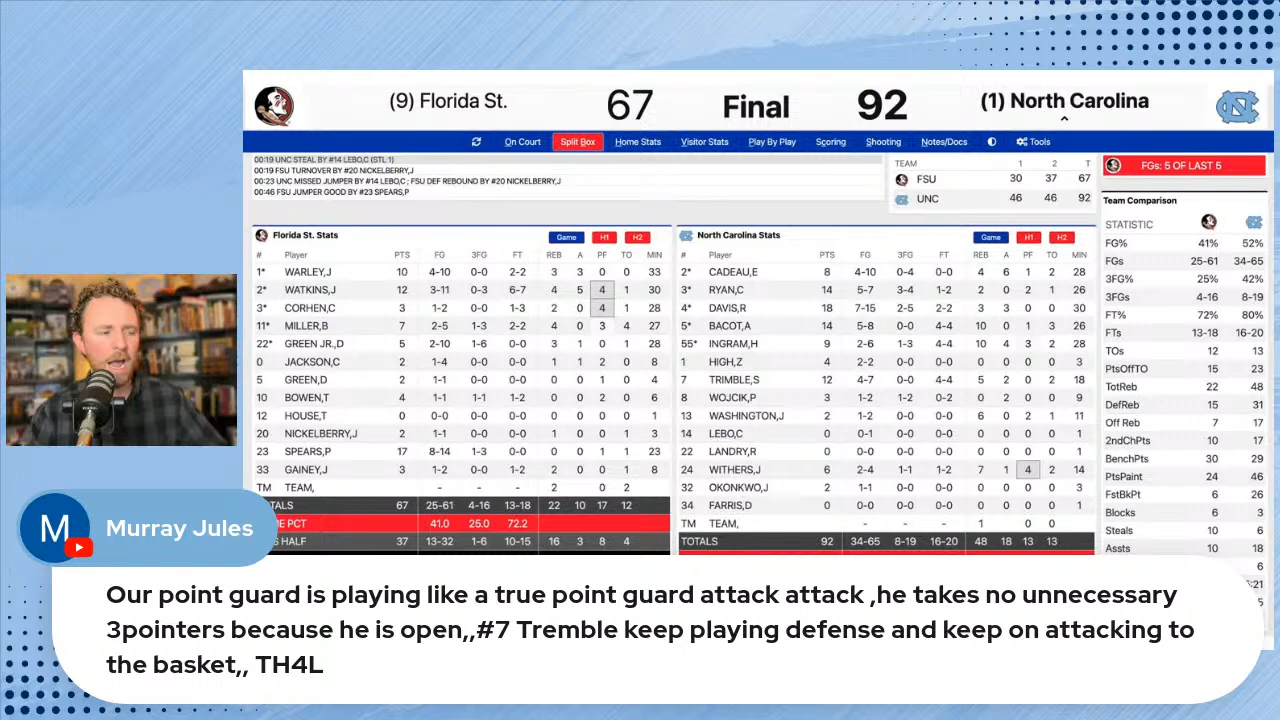 (9) Florida St. 67 Final 92 (1) North Carolina
On Court Split Box Home Stats Visitor Stats Play By Play Scoring Shooting Notes/Docs Tools
00:19 UNC STEAL BY #14 LEBO,C (STL 1)
00:19 FSU TURNOVER BY #20 NICKELBERRY,J
00:23 UNC MISSED JUMPER BY #14 LEBO,C ; FSU DEF REBOUND BY #20 NICKELBERRY,J
00:46 FSU JUMPER GOOD BY #23 SPEARS,P
TEAM 1 2 T
FSU 30 37 67
UNC 46 46 92
FGs: 5 OF LAST 5
Florida St. Stats Game H1 H2
# Player PTS FG 3FG FT REB A PF TO MIN
1* WARLEY,J 10 4-10 0-0 2-2 3 3 0 0 33
2* WATKINS,J 12 3-11 0-3 6-7 4 5 4 1 30
3* CORHEN,C 3 1-2 0-0 1-3 2 0 4 1 28
11* MILLER,B 7 2-5 1-3 2-2 4 0 3 4 27
22* GREEN JR.,D 5 2-10 1-6 0-0 3 1 0 1 28
0 JACKSON,C 2 1-4 0-0 0-0 1 1 2 0 8
5 GREEN,D 2 1-1 0-0 0-0 0 0 1 0 4
10 BOWEN,T 4 1-1 1-1 1-2 0 0 2 0 6
12 HOUSE,T 0 0-0 0-0 0-0 0 0 0 0 1
20 NICKELBERRY,J 2 1-1 0-0 0-0 1 0 0 1 3
23 SPEARS,P 17 8-14 1-3 0-0 2 0 0 1 23
33 GAINEY,J 3 1-2 0-0 1-2 2 0 0 1 8
TM TEAM, - - - 2 0 2
TALS 67 25-61 4-16 13-18 22 10 17 12
E PCT 41.0 25.0 72.2
HALF 37 13-32 1-6 10-15 16 3 8 4
North Carolina Stats Game H1 H2
# Player PTS FG 3FG FT REB A PF TO MIN
2* CADEAU,E 8 4-10 0-4 0-0 4 6 1 2 28
3* RYAN,C 14 5-7 3-4 1-2 2 0 2 1 26
4* DAVIS,R 18 7-15 2-5 2-2 3 3 0 0 30
5* BACOT,A 14 5-8 0-0 4-4 10 0 1 3 26
55* INGRAM,H 9 2-6 1-3 4-4 10 4 3 2 28
1 HIGH,Z 4 2-2 0-0 0-0 0 0 0 0 3
7 TRIMBLE,S 12 4-7 0-0 4-4 5 2 0 2 18
8 WOJCIK,P 3 1-2 1-2 0-2 0 2 0 0 9
13 WASHINGTON,J 2 1-2 0-0 0-0 6 0 2 1 11
14 LEBO,C 0 0-1 0-0 0-0 0 0 0 0 1
22 LANDRY,R 0 0-0 0-0 0-0 0 0 0 0 1
24 WITHERS,J 6 2-4 1-1 1-2 7 1 4 2 14
32 OKONKWO,J 2 1-1 0-0 0-0 0 0 0 0 3
34 FARRIS,D 0 0-0 0-0 0-0 0 0 0 0 1
TM TEAM, - - - 1 0 0
TOTALS 92 34-65 8-19 16-20 48 18 13 13
Team Comparison
STATISTIC
FG% 41% 52%
FGs 25-61 34-65
3FG% 25% 42%
3FGs 4-16 8-19
FT% 72% 80%
FTs 13-18 16-20
TOs 12 13
PtsOffTO 15 23
TotReb 22 48
DefReb 15 31
Off Reb 7 17
2ndChPts 10 17
BenchPts 30 29
PtsPaint 24 46
FstBkPt 6 26
Blocks 6 3
Steals 10 6
Assts 10 18
6
M Murray Jules
Our point guard is playing like a true point guard attack attack ,he takes no unnecessary
3pointers because he is open,,#7 Tremble keep playing defense and keep on attacking to
the basket,, TH4L